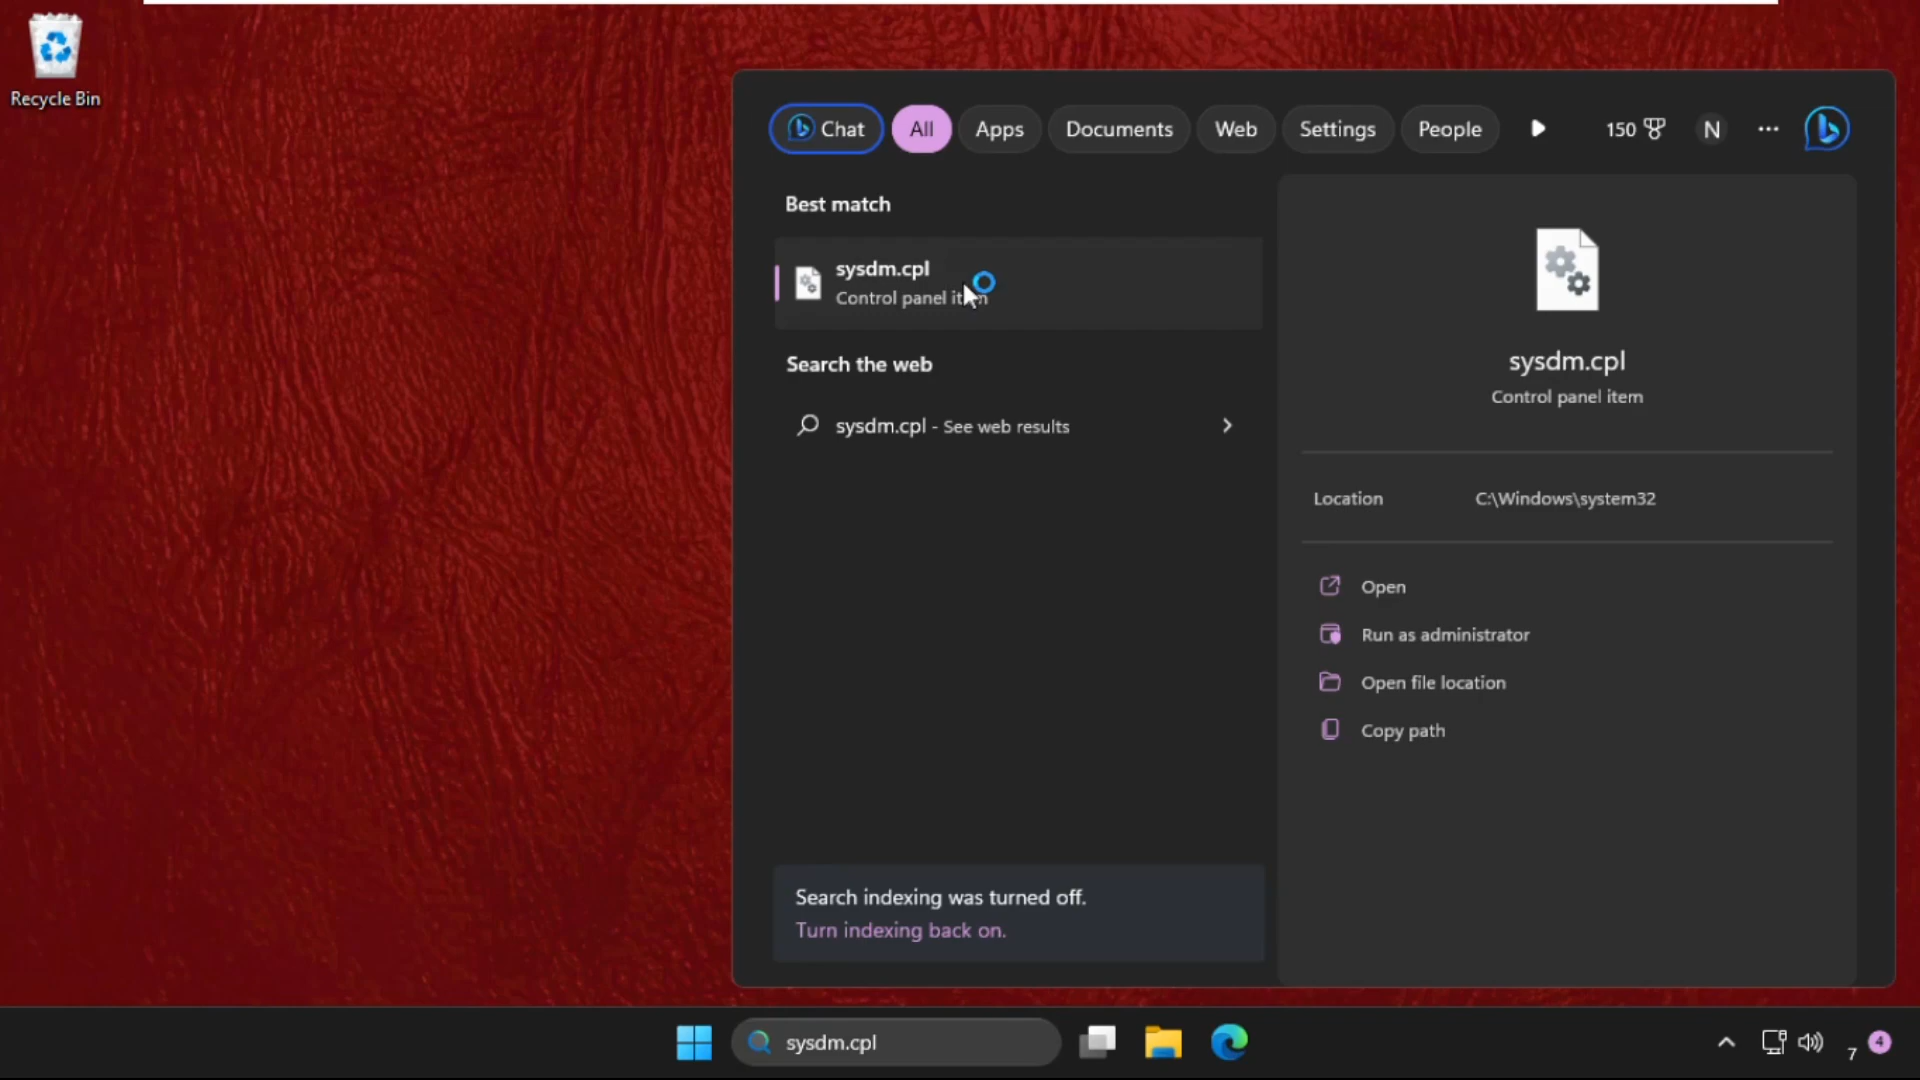 Recycle Bin
Chat All Apps Documents Web Settings People 150 N
Best match
sysdm.cpl
Control panel item
Search the web
sysdm.cpl - See web results
sysdm.cpl
Control panel item
Location C:\Windows\system32
Open
Run as administrator
Open file location
Copy path
Search indexing was turned off.
Turn indexing back on.
sysdm.cpl
7 4